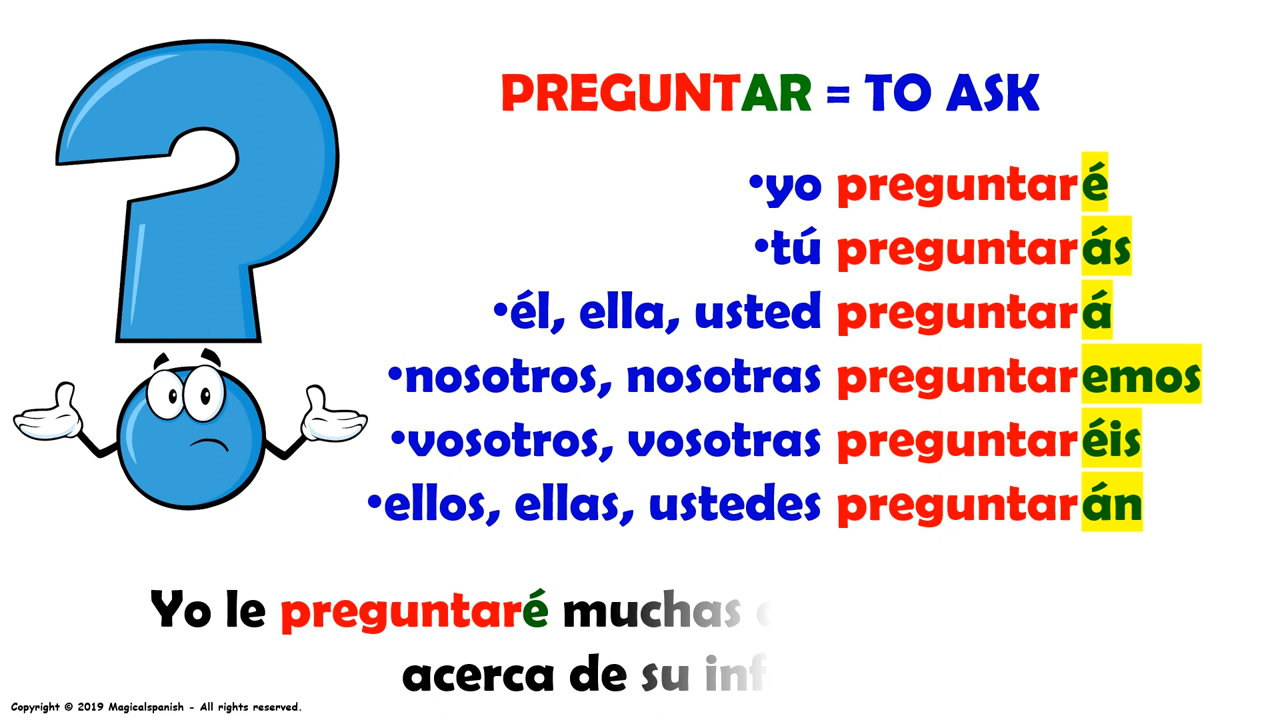 PREGUNTAR = TO ASK
•yo preguntaré
•tú preguntarás
•él, ella, usted preguntará
•nosotros, nosotras preguntaremos
•vosotros, vosotras preguntaréis
•ellos, ellas, ustedes preguntarán
Yo le preguntaré muchas
acerca de su
Copyright © 2019 Magicalspanish - All rights reserved.